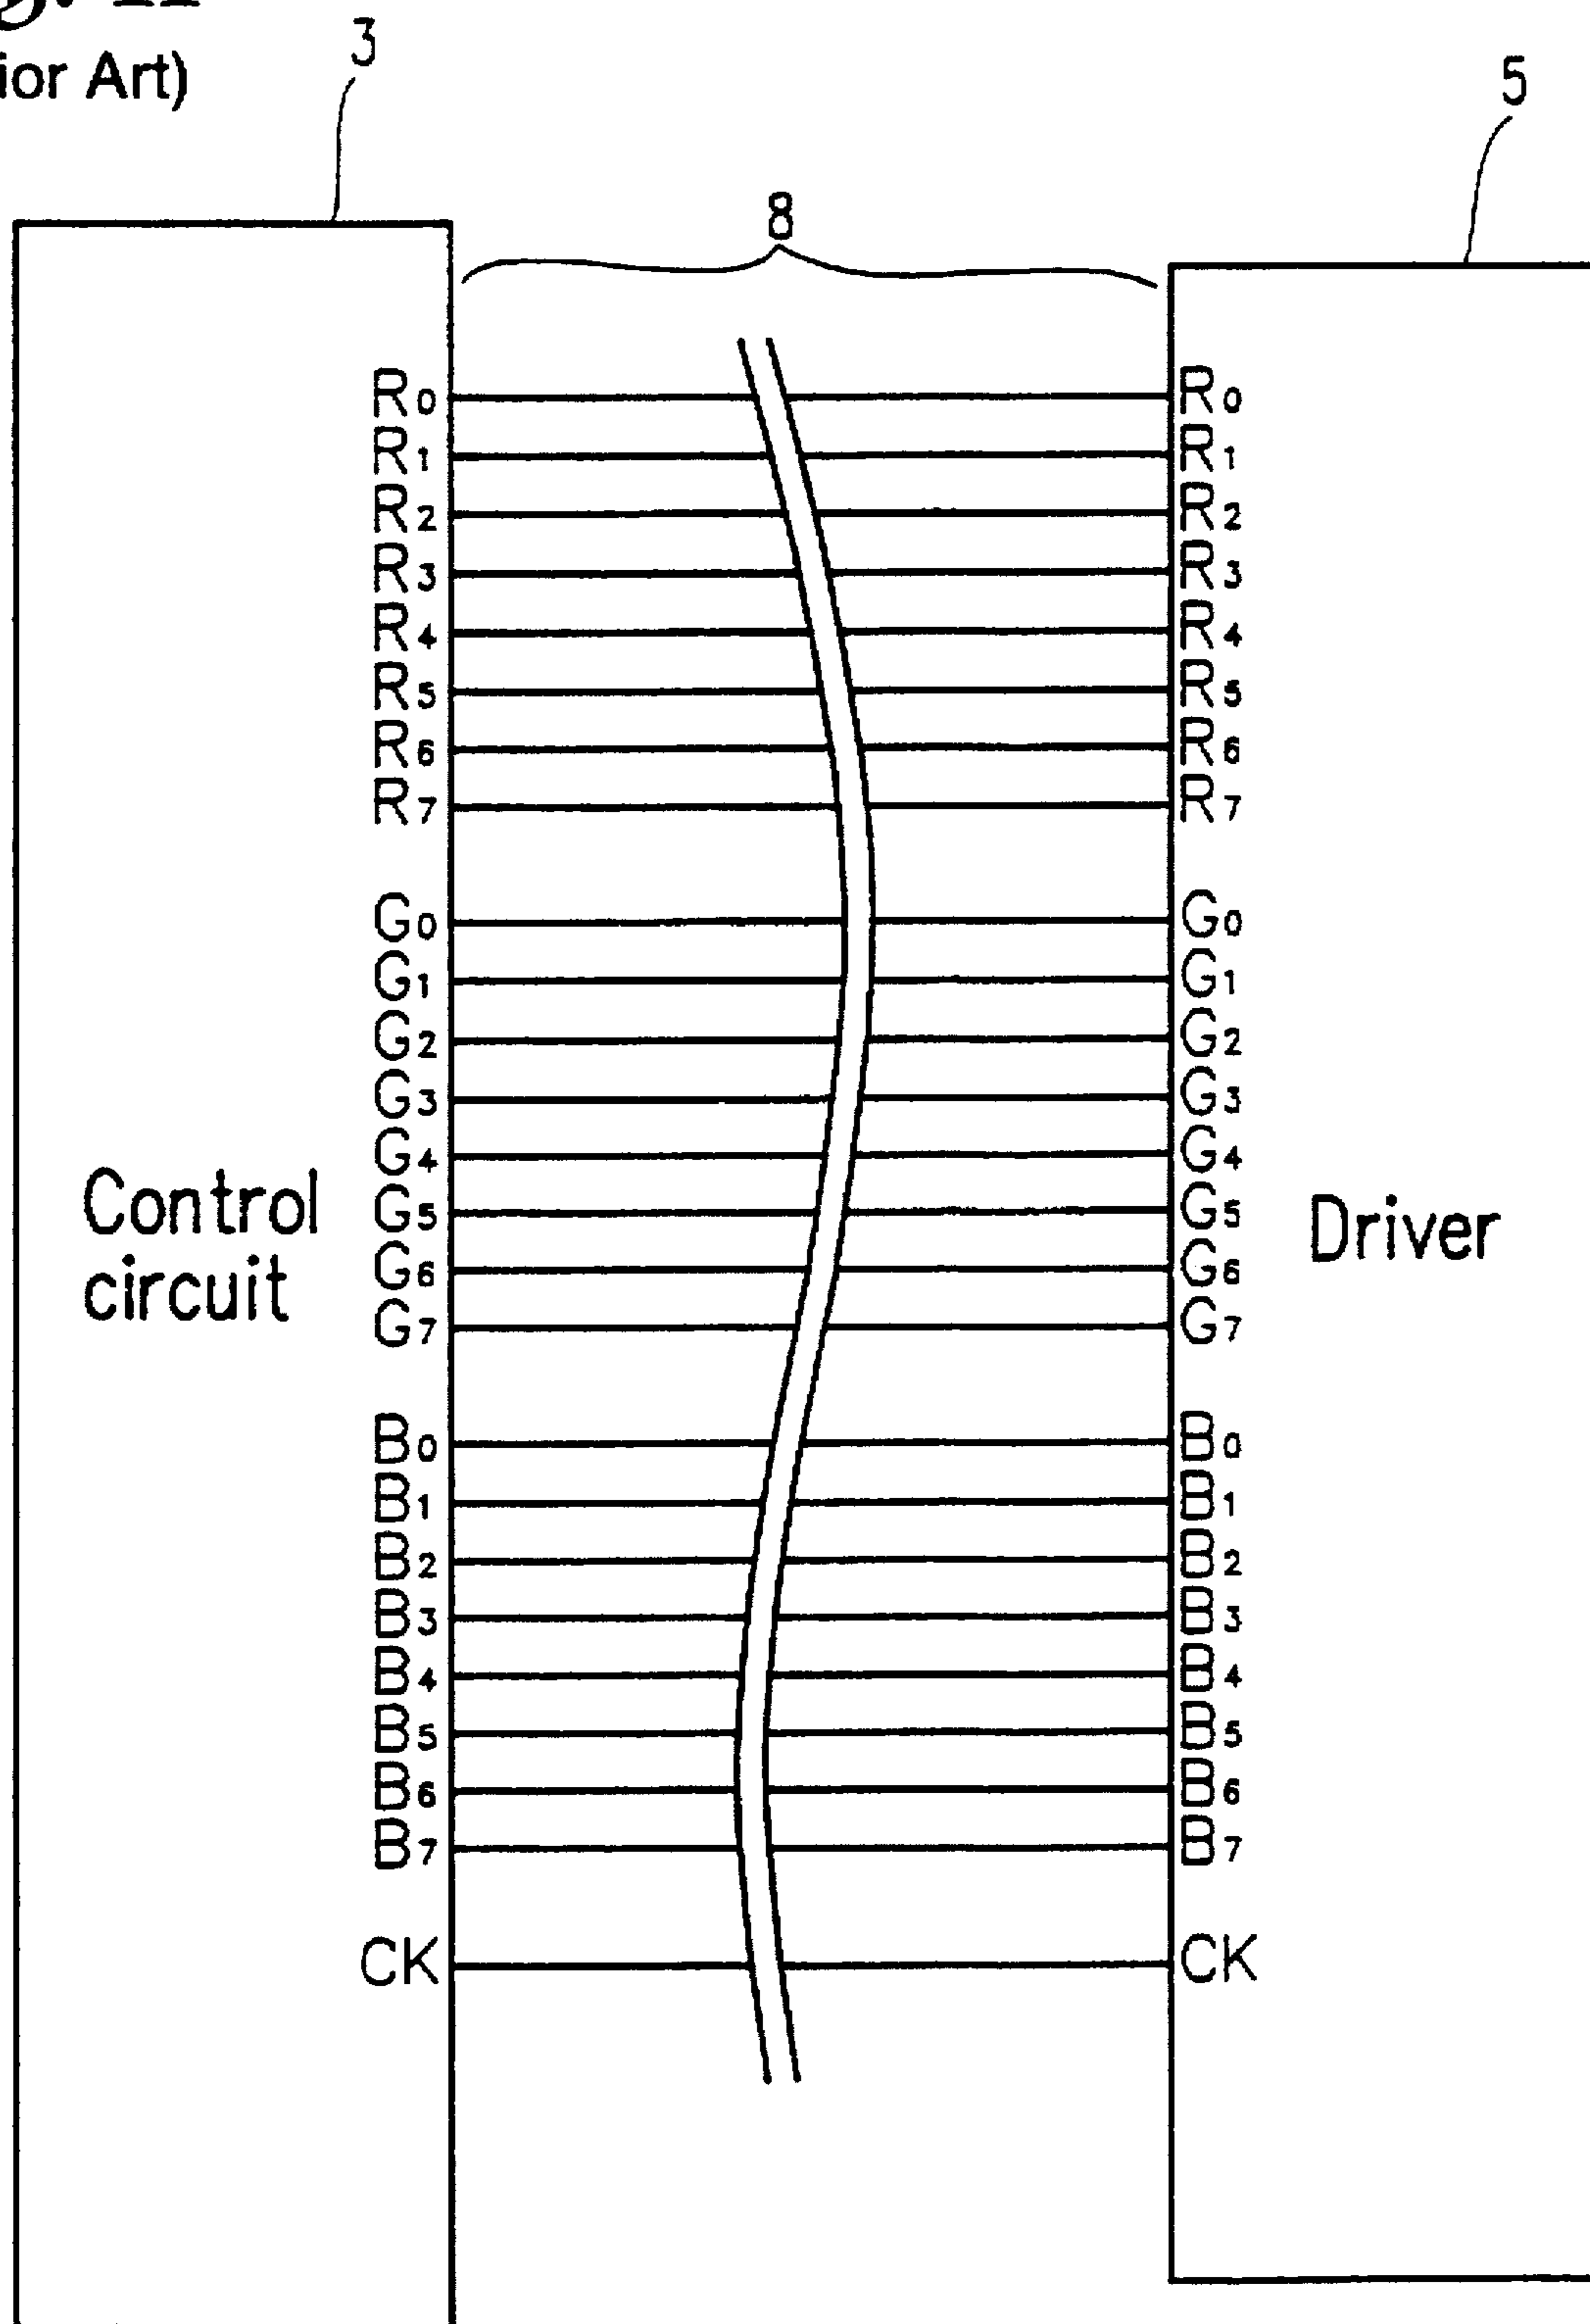 ior Art)
3
5
8
R0 R0
R1 R1
R2 R2
R3 R3
R4 R4
R5 R5
R6 R6
R7 R7
G0 G0
G1 G1
G2 G2
G3 G3
G4 G4
Control G5 G5 Driver
circuit G6 G6
G7 G7
B0 B0
B1 B1
B2 B2
B3 B3
B4 B4
B5 B5
B6 B6
B7 B7
CK CK